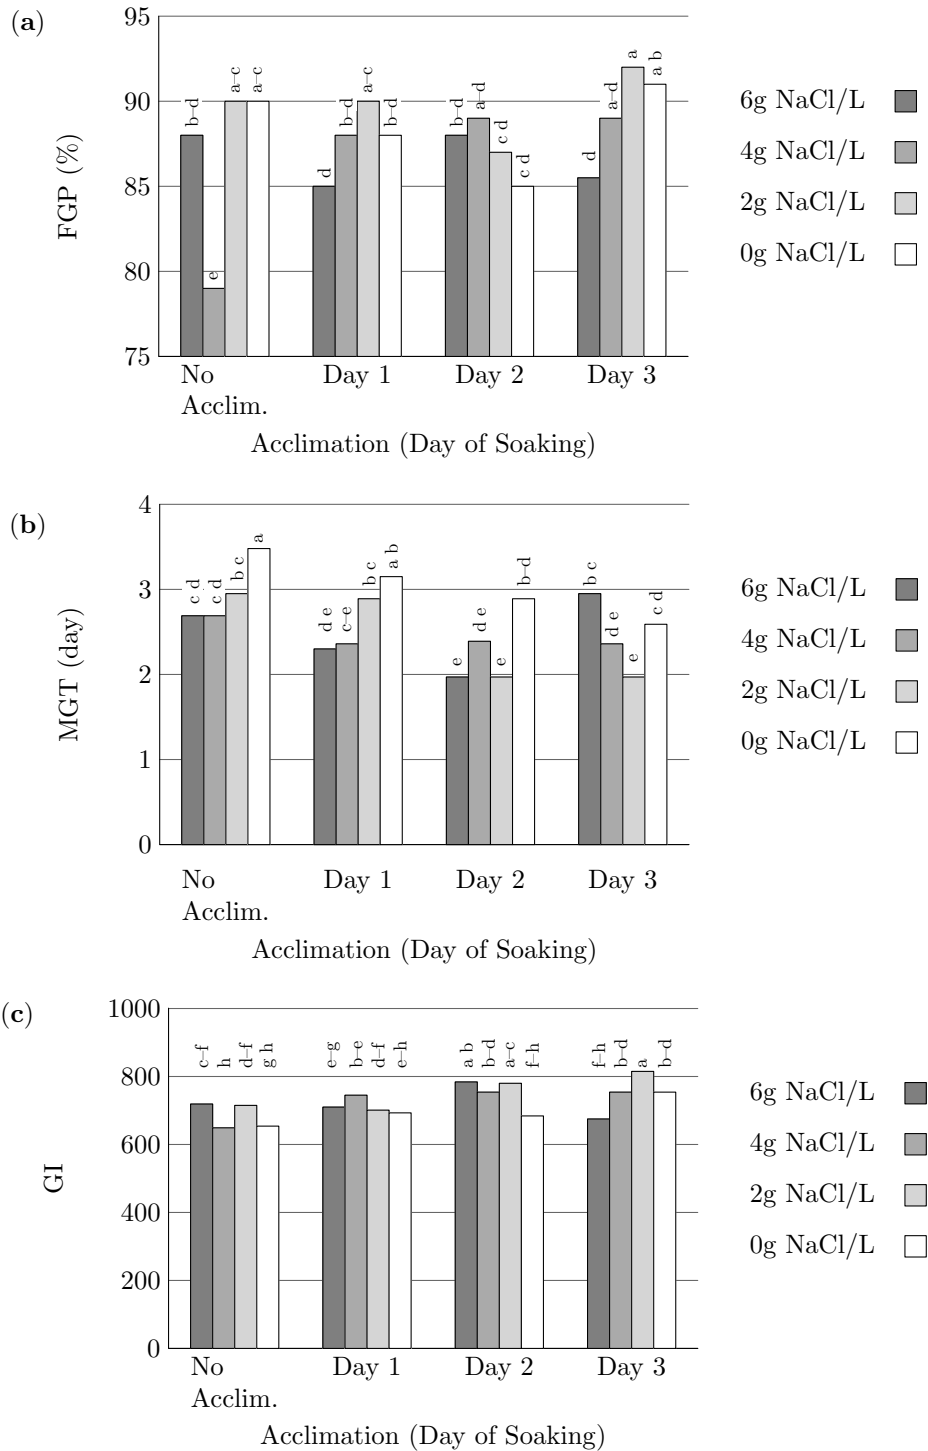 (a)
95
90
85
80
75
FGP (%)
b–d
e
a–c
a–c
d
b–d
a–c
b–d
b–d
a–d
c d
c d
d
a–d
a
a b
No
Acclim.
Day 1
Day 2
Day 3
Acclimation (Day of Soaking)
6g NaCl/L
4g NaCl/L
2g NaCl/L
0g NaCl/L
(b)
4
3
2
1
0
MGT (day)
c d
c d
b c
a
d e
c–e
b c
a b
e
d e
e
b–d
b c
d e
e
c d
No
Acclim.
Day 1
Day 2
Day 3
Acclimation (Day of Soaking)
6g NaCl/L
4g NaCl/L
2g NaCl/L
0g NaCl/L
(c)
1000
800
600
400
200
0
GI
c–f
h
d–f
g h
e–g
b–e
d–f
e–h
a b
b–d
a–c
f–h
f–h
b–d
a
b–d
No
Acclim.
Day 1
Day 2
Day 3
Acclimation (Day of Soaking)
6g NaCl/L
4g NaCl/L
2g NaCl/L
0g NaCl/L